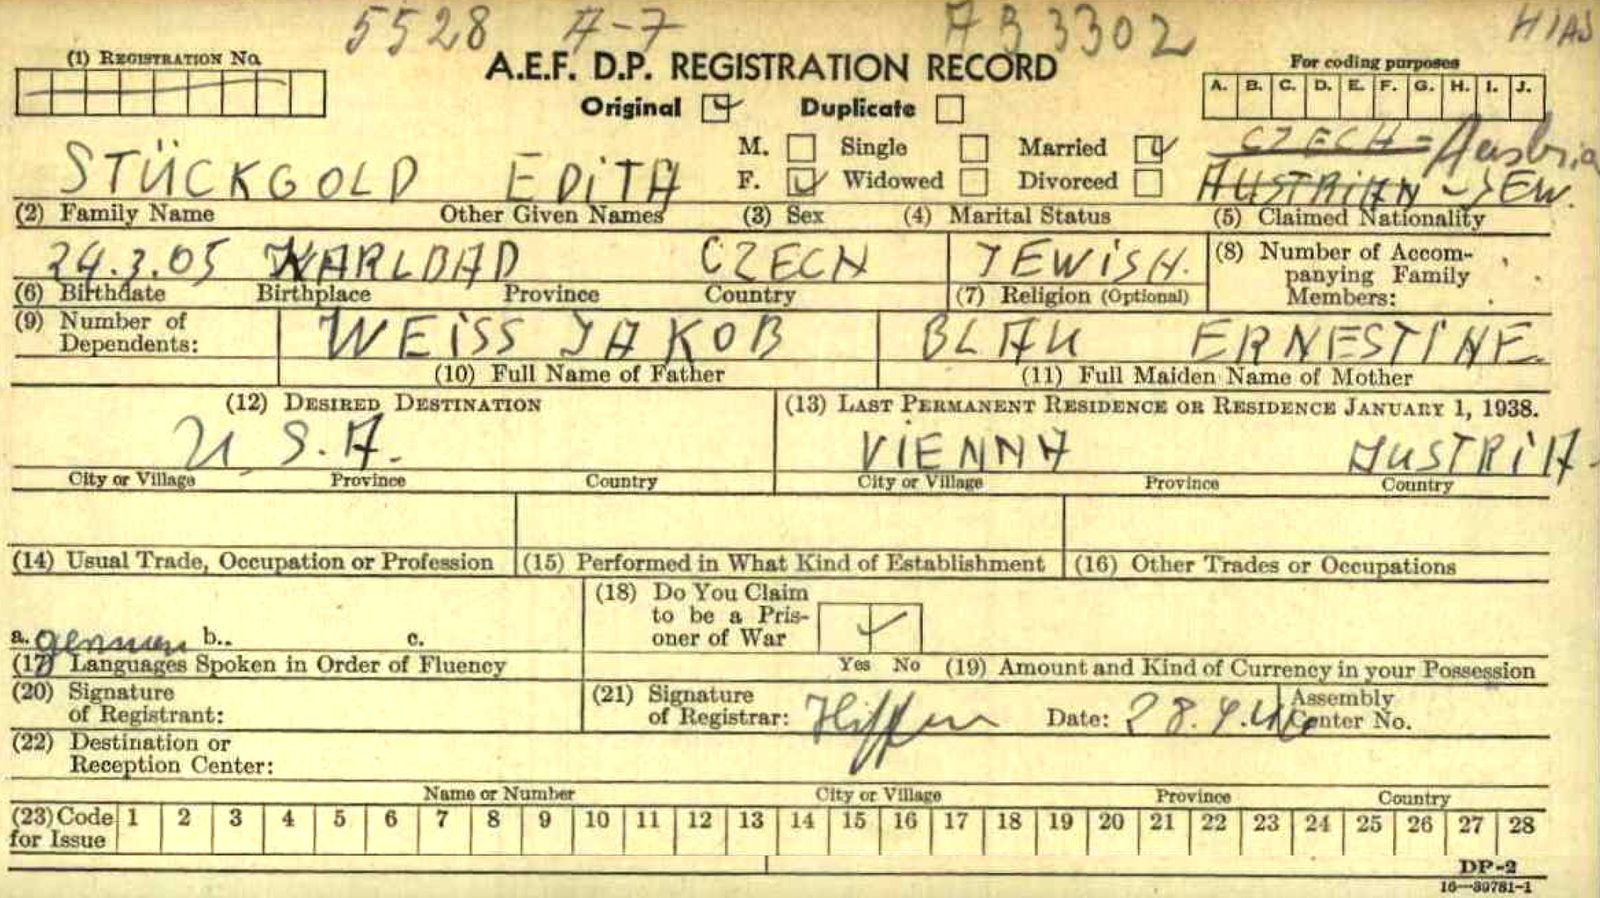 5528 A-7 AB3302 HIAS
(1) REGISTRATION No.
A.E.F. D.P. REGISTRATION RECORD
For coding purposes
A. B. C. D. E. F. G. H. I. J.
Original Duplicate
M. Single Married
CZECH = Austria
F. Widowed Divorced
STÜCKGOLD EDITH
AUSTRIAN - JEW.
(2) Family Name Other Given Names (3) Sex (4) Marital Status (5) Claimed Nationality
24.3.05 KARLBAD CZECH JEWISH.
(8) Number of Accompanying Family Members:
(6) Birthdate Birthplace Province Country (7) Religion (Optional)
(9) Number of Dependents:
WEISS JAKOB BLAU ERNESTINE.
(10) Full Name of Father (11) Full Maiden Name of Mother
(12) DESIRED DESTINATION (13) LAST PERMANENT RESIDENCE OR RESIDENCE JANUARY 1, 1938.
U.S.A. VIENNA AUSTRIA
City or Village Province Country City or Village Province Country
(14) Usual Trade, Occupation or Profession (15) Performed in What Kind of Establishment (16) Other Trades or Occupations
(18) Do You Claim to be a Prisoner of War
a. german b.. c.
Yes No
(17) Languages Spoken in Order of Fluency (19) Amount and Kind of Currency in your Possession
(20) Signature of Registrant:
(21) Signature of Registrar: Date: 28.4.46 Assembly Center No.
(22) Destination or Reception Center:
Name or Number City or Village Province Country
(23) Code for Issue 1 2 3 4 5 6 7 8 9 10 11 12 13 14 15 16 17 18 19 20 21 22 23 24 25 26 27 28
DP-2
16—39781-1